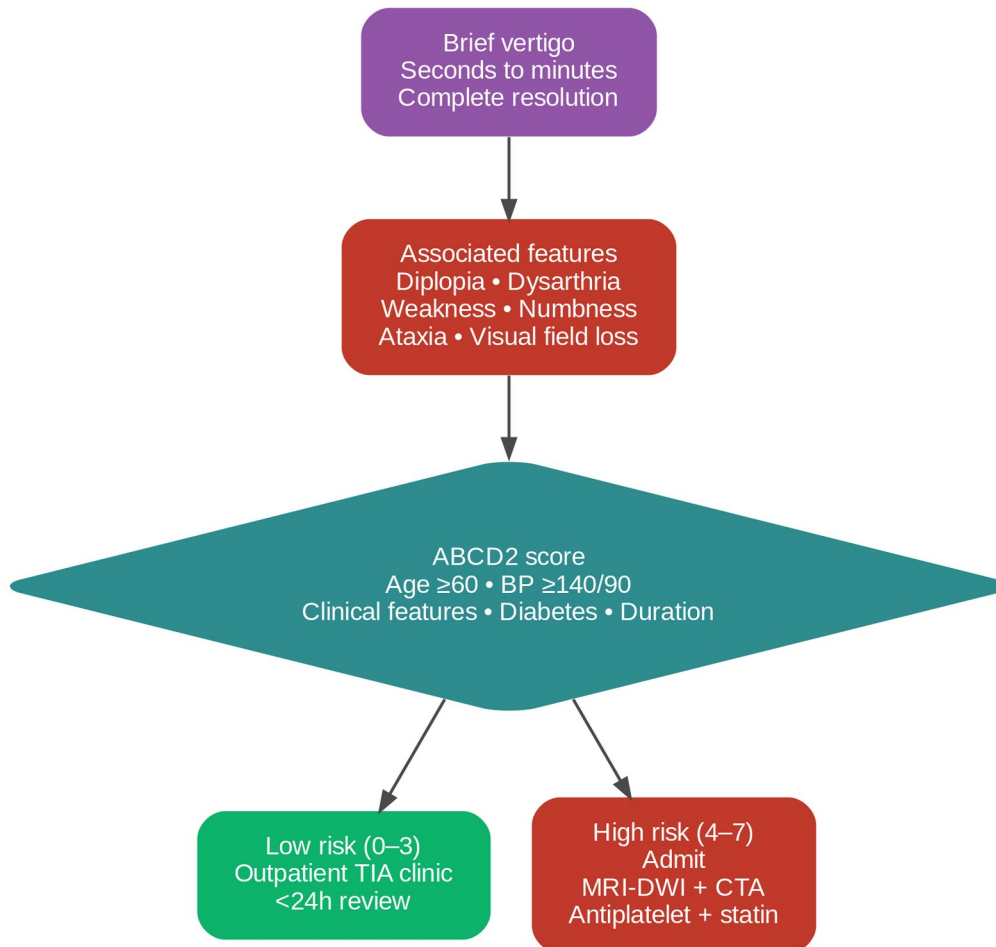 Brief vertigo
Seconds to minutes
Complete resolution
Associated features
Diplopia • Dysarthria
Weakness • Numbness
Ataxia • Visual field loss
ABCD2 score
Age ≥60 • BP ≥140/90
Clinical features • Diabetes • Duration
Low risk (0–3)
Outpatient TIA clinic
<24h review
High risk (4–7)
Admit
MRI-DWI + CTA
Antiplatelet + statin